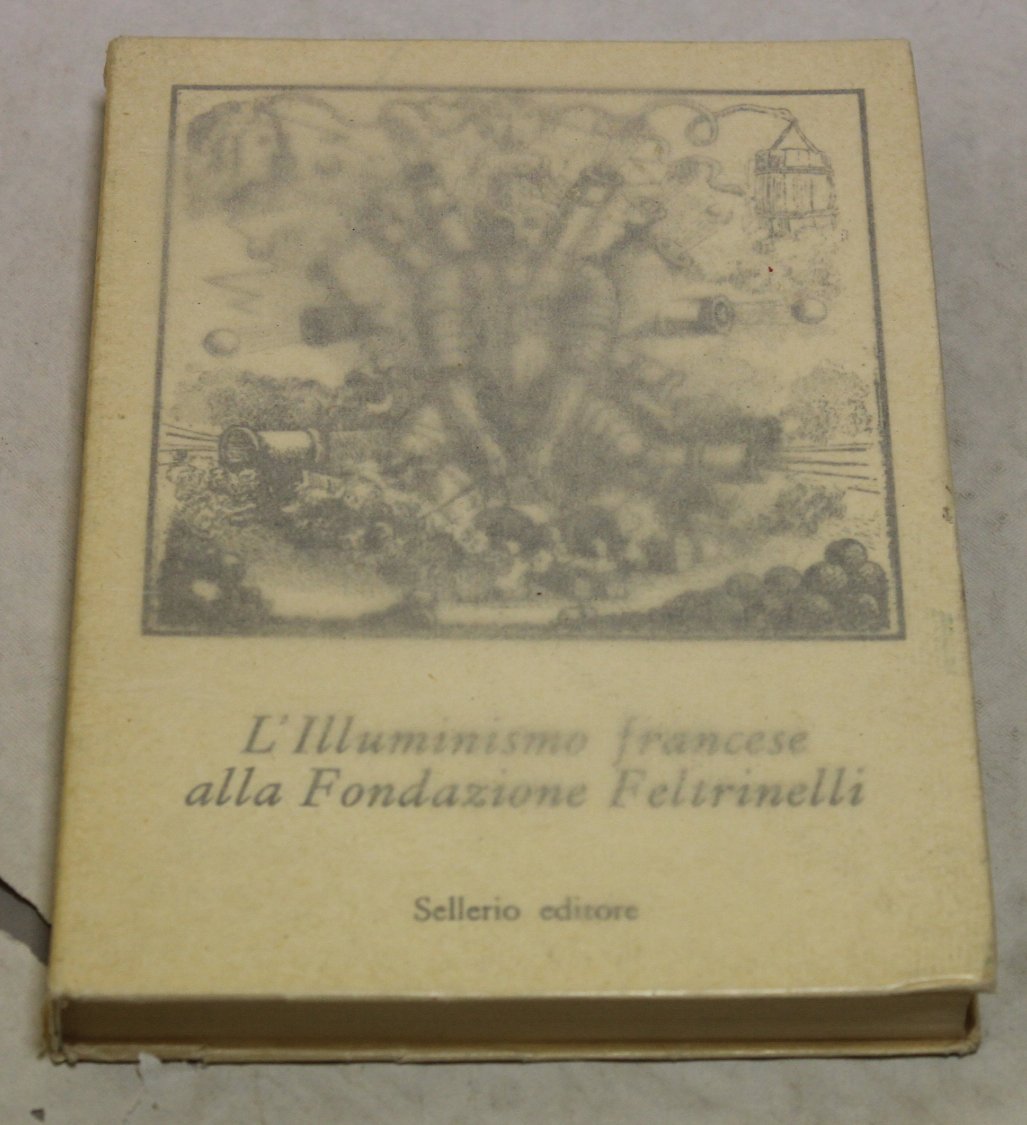 L'Illuminismo francese
alla Fondazione Feltrinelli
Sellerio editore